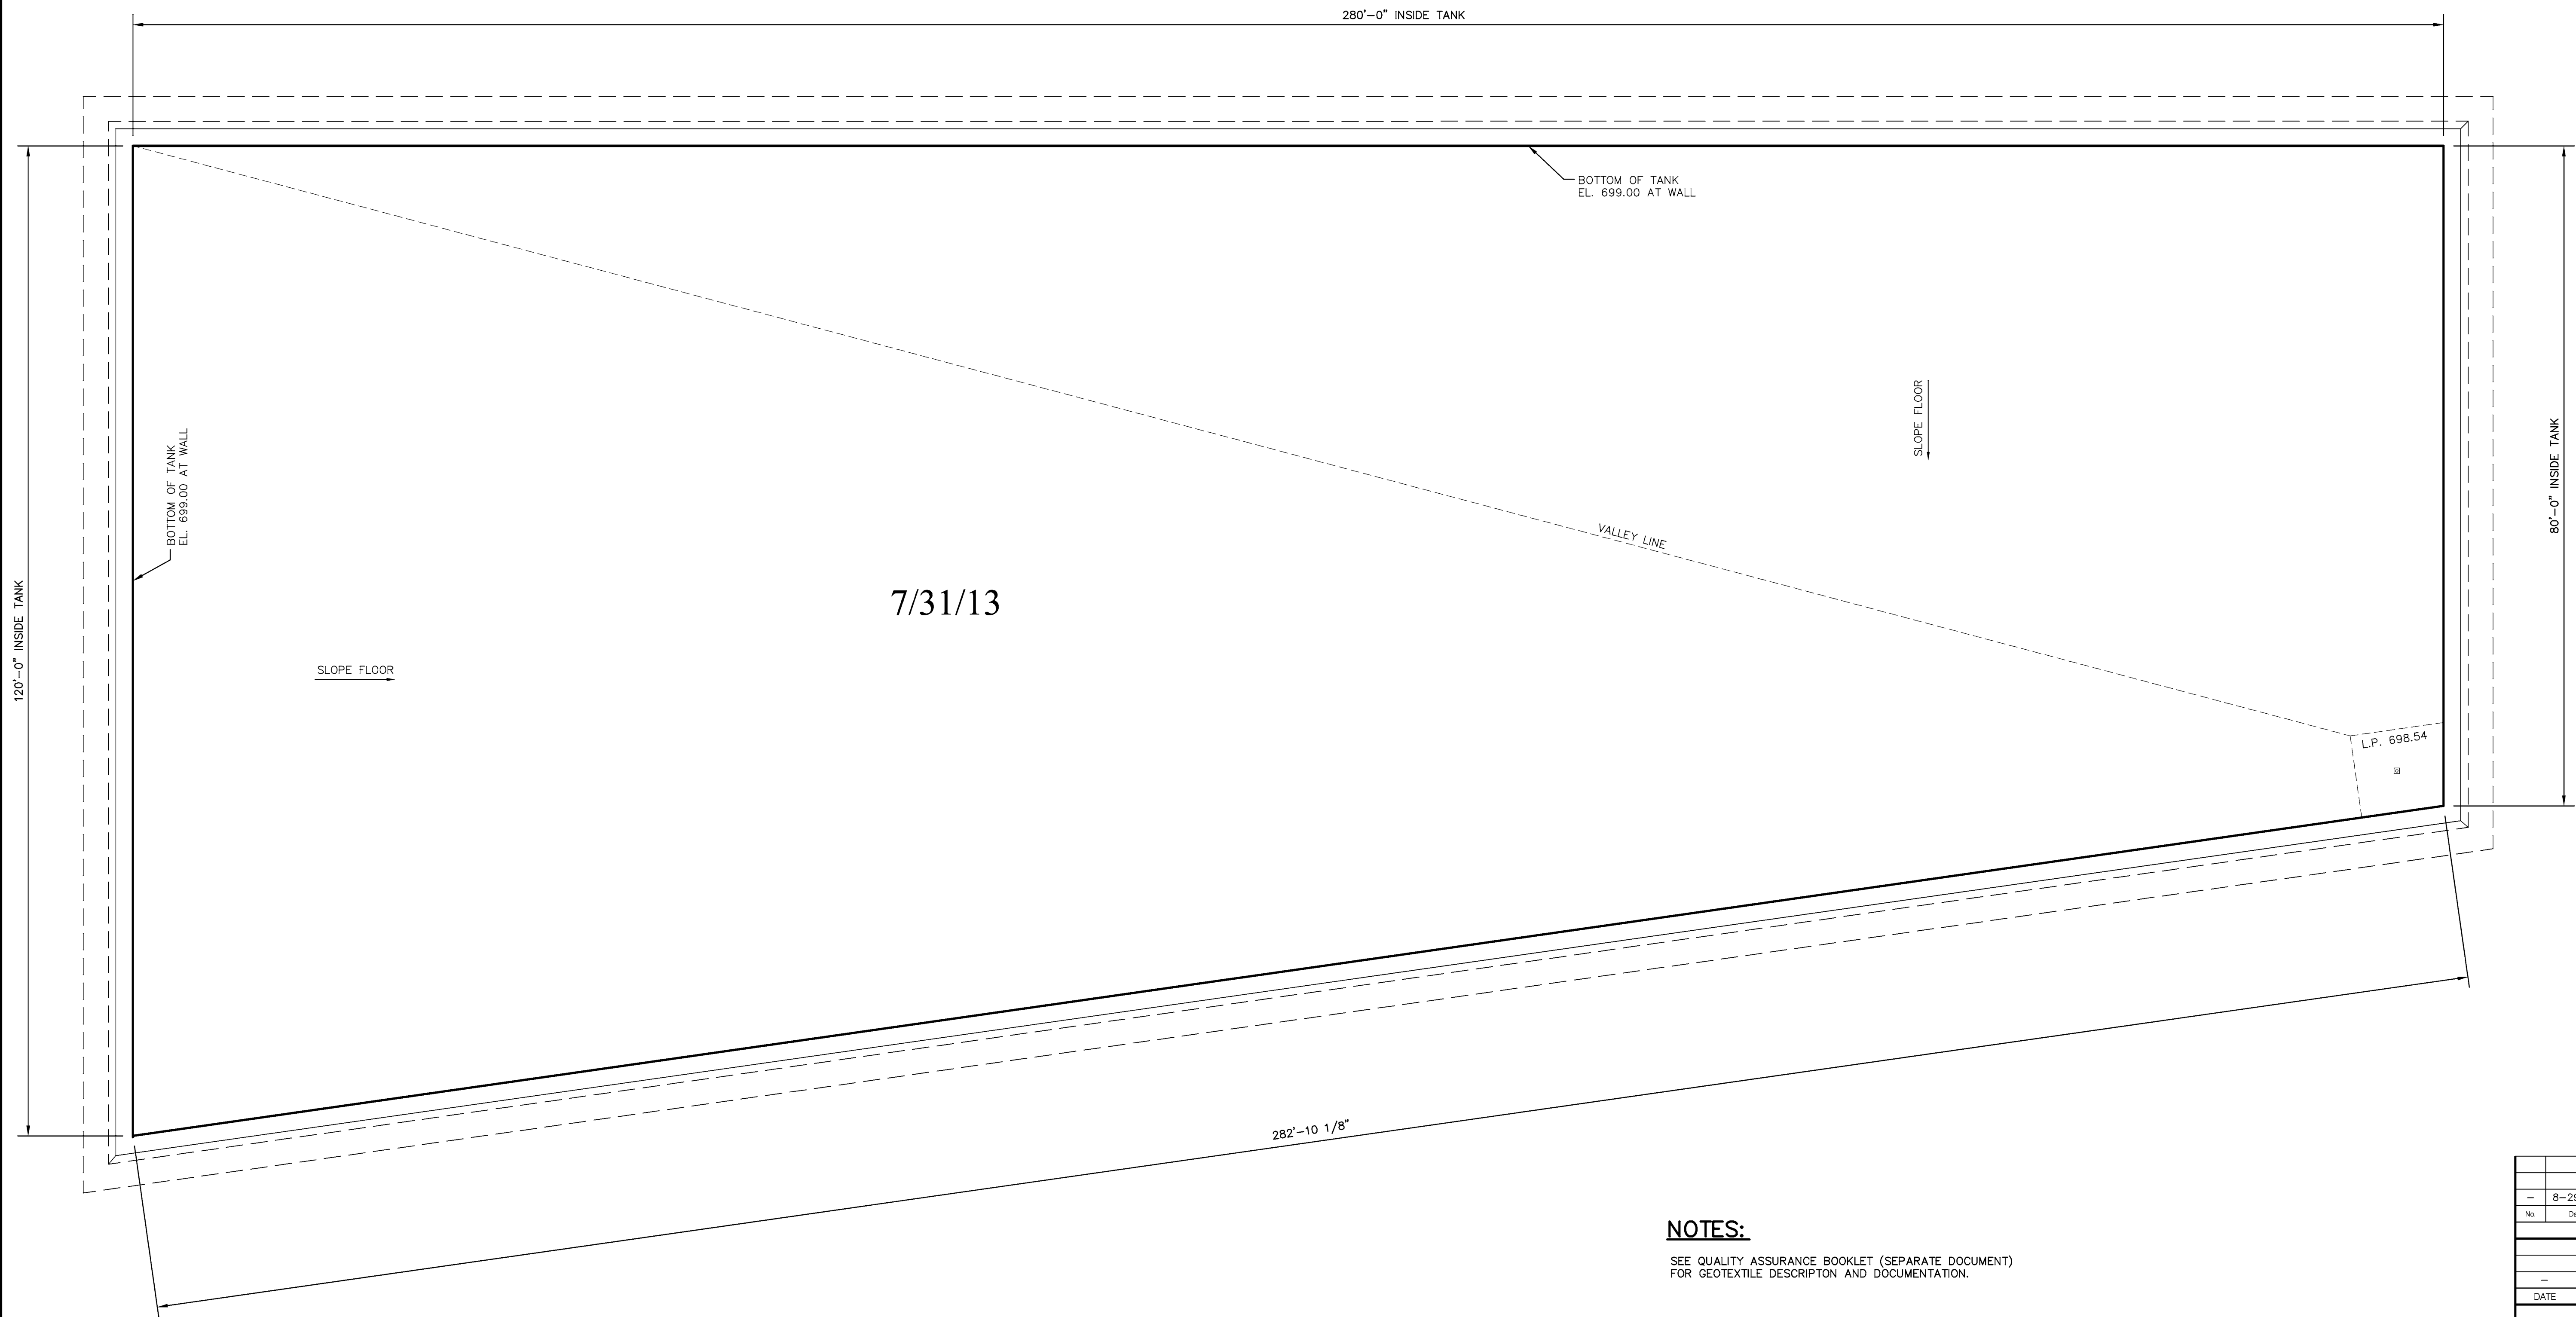 280'-0" INSIDE TANK
BOTTOM OF TANK
EL. 699.00 AT WALL
SLOPE FLOOR
80'-0" INSIDE TANK
BOTTOM OF TANK
EL. 699.00 AT WALL
VALLEY LINE
120'-0" INSIDE TANK
7/31/13
SLOPE FLOOR
L.P. 698.54
282'-10 1/8"
NOTES:
SEE QUALITY ASSURANCE BOOKLET (SEPARATE DOCUMENT)
FOR GEOTEXTILE DESCRIPTON AND DOCUMENTATION.
- 8-29
No. Da
-
DATE